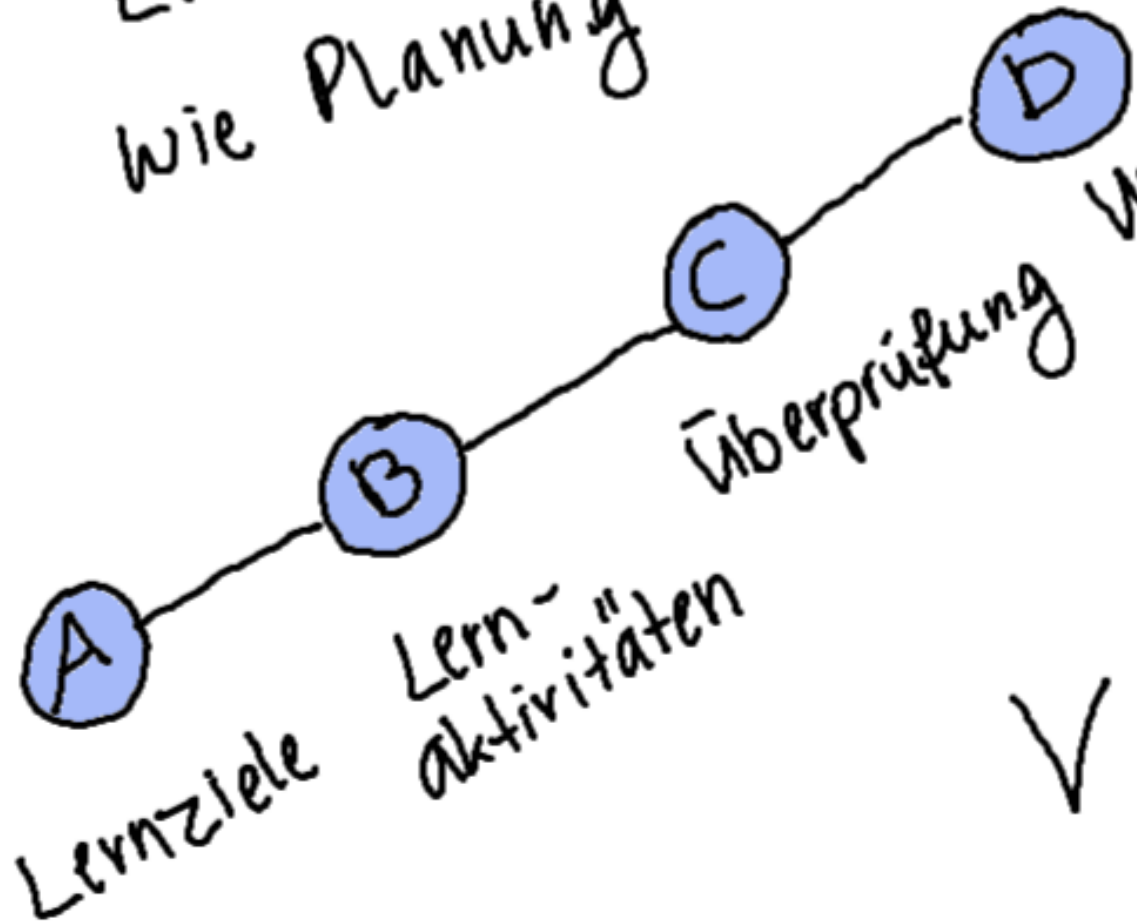 wie Planung
D
C
Überprüfung
B
Lern-
aktivitäten
A
Lernziele